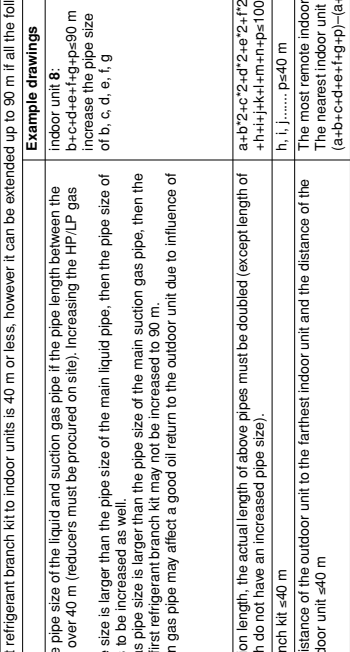 t refrigerant branch kit to indoor units is 40 m or less, however it can be extended up to 90 m if all the foll
Example drawings
e pipe size of the liquid and suction gas pipe if the pipe length between the
over 40 m (reducers must be procured on site). Increasing the HP/LP gas
e size is larger than the pipe size of the main liquid pipe, then the pipe size of
to be increased as well.
as pipe size is larger than the pipe size of the main suction gas pipe, then the
first refrigerant branch kit may not be increased to 90 m.
n gas pipe may affect a good oil return to the outdoor unit due to influence of
indoor unit 8:
b+c+d+e+f+g+p≤90 m
increase the pipe size
of b, c, d, e, f, g
on length, the actual length of above pipes must be doubled (except length of
h do not have an increased pipe size).
a+b*2+c*2+d*2+e*2+f*2
+h+i+j+k+l+m+n+p≤100
nch kit ≤40 m
h, i, j....... p≤40 m
istance of the outdoor unit to the farthest indoor unit and the distance of the
door unit ≤40 m
The most remote indoor
The nearest indoor unit
(a+b+c+d+e+f+g+p)–(a+